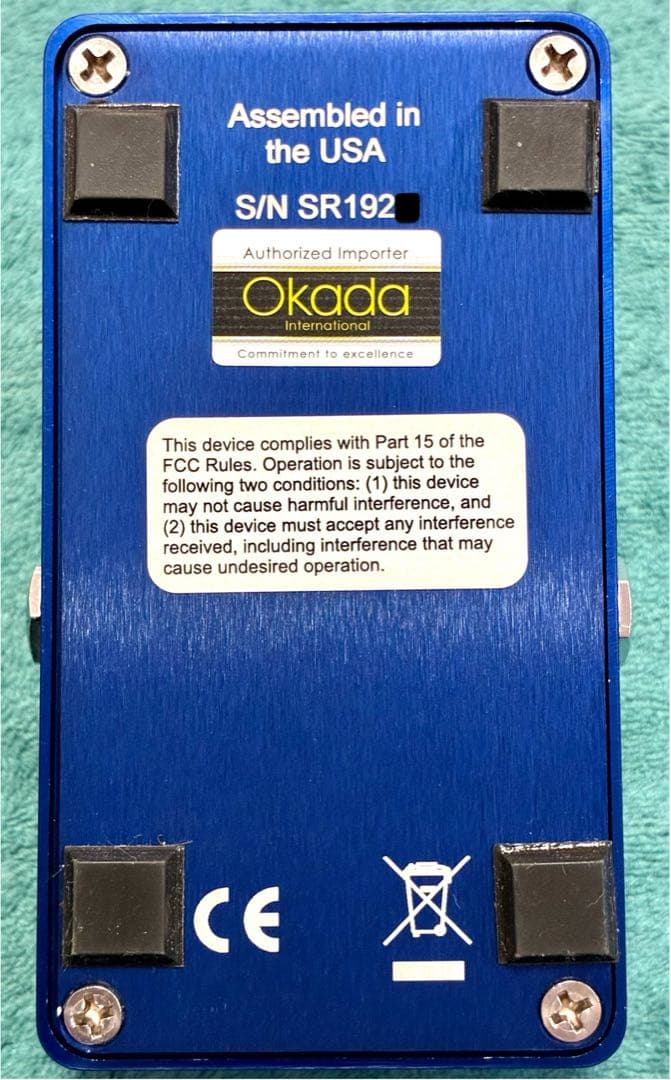 Assembled in
the USA
S/N SR192
Authorized Importer
Okada
International
Commitment to excellence
This device complies with Part 15 of the
FCC Rules. Operation is subject to the
following two conditions: (1) this device
may not cause harmful interference, and
(2) this device must accept any interference
received, including interference that may
cause undesired operation.
CE